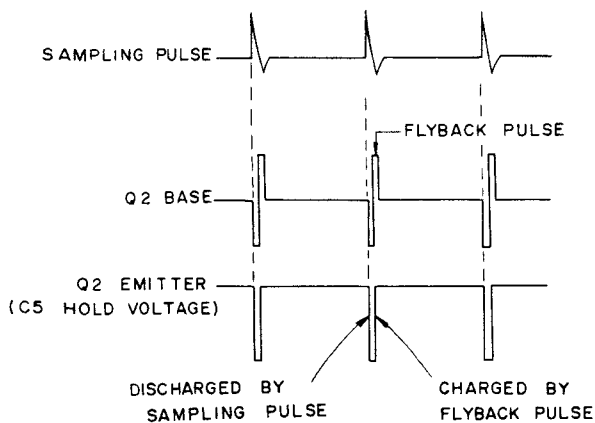 SAMPLING PULSE
FLYBACK PULSE
Q2 BASE
Q2 EMITTER
(C5 HOLD VOLTAGE)
DISCHARGED BY
SAMPLING PULSE
CHARGED BY
FLYBACK PULSE